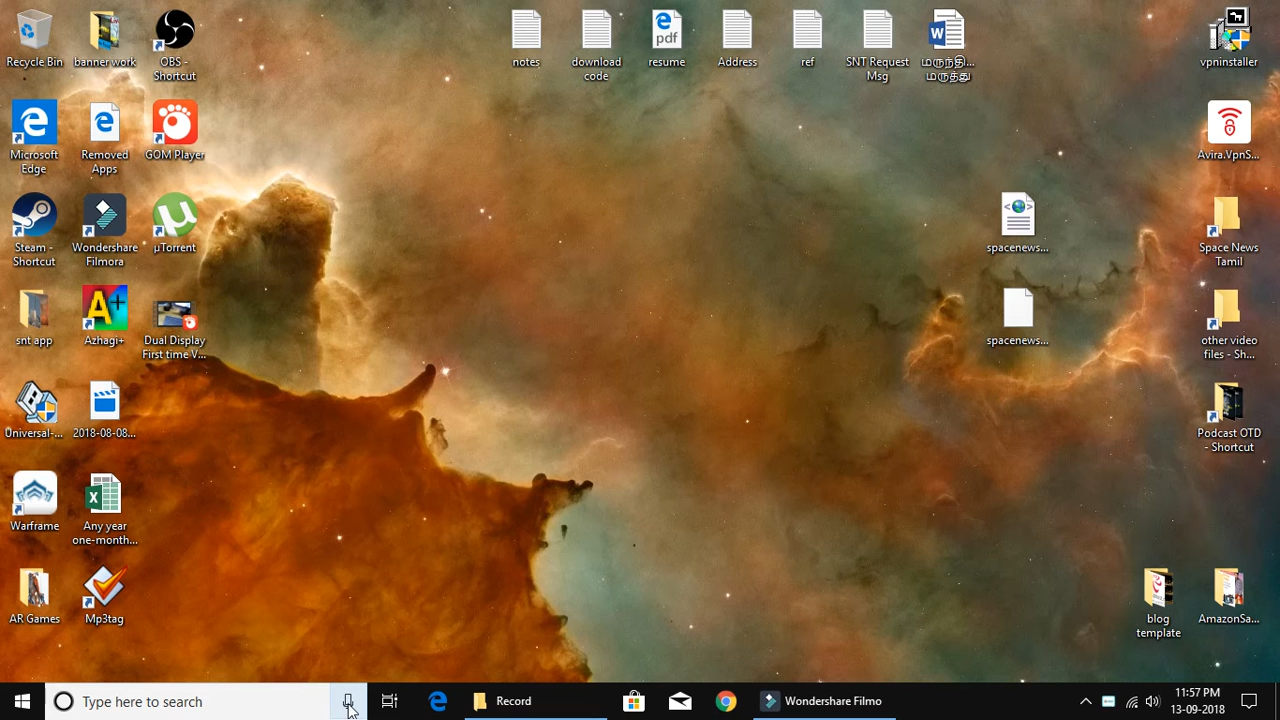 Recycle Bin
banner work
OBS -
Shortcut
notes
download
code
pdf
resume
Address
ref
SNT Request
Msg
மருந்தி...
மருத்து
vpninstaller
Microsoft
Edge
Removed
Apps
GOM Player
Avira.VpnS...
Steam -
Shortcut
Wondershare
Filmora
µTorrent
spacenews...
Space News
Tamil
snt app
Azhagi+
Dual Display
First time V...
spacenews...
other video
files - Sh...
Universal-...
2018-08-08...
Podcast OTD
- Shortcut
Warframe
Any year
one-month...
AR Games
Mp3tag
blog
template
AmazonSa...
Type here to search
Record
Wondershare Filmo
11:57 PM
13-09-2018